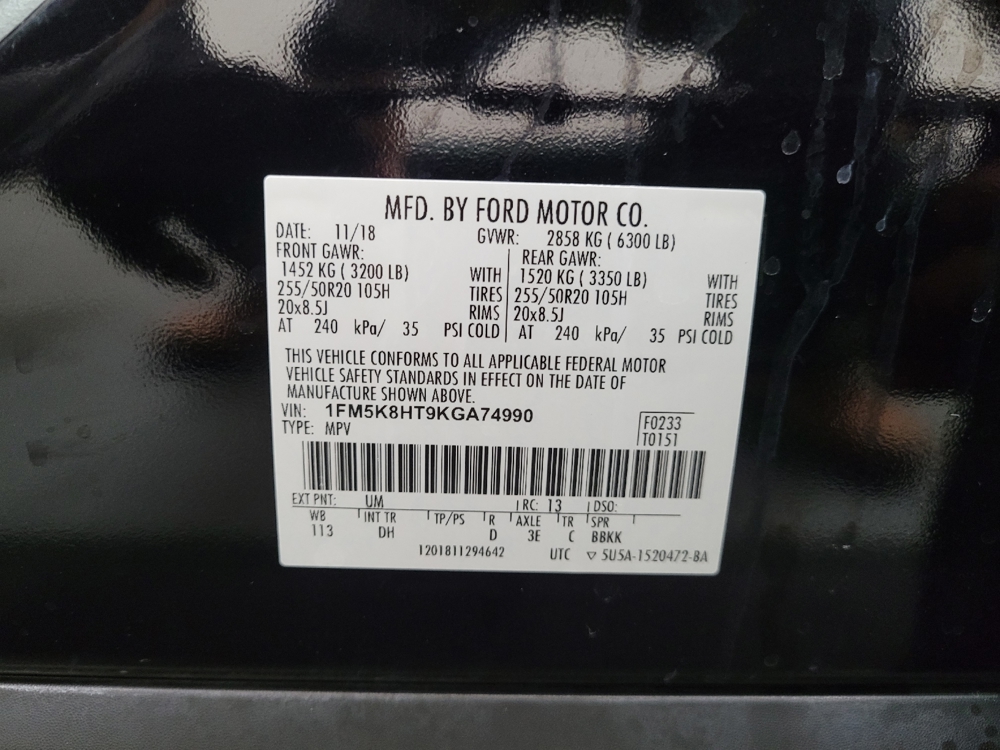 MFD. BY FORD MOTOR CO.
DATE: 11/18 GVWR: 2858 KG ( 6300 LB)
FRONT GAWR: REAR GAWR:
1452 KG ( 3200 LB) WITH 1520 KG ( 3350 LB) WITH
255/50R20 105H TIRES 255/50R20 105H TIRES
20x8.5J RIMS 20x8.5J RIMS
AT 240 kPa/ 35 PSI COLD AT 240 kPa/ 35 PSI COLD
THIS VEHICLE CONFORMS TO ALL APPLICABLE FEDERAL MOTOR
VEHICLE SAFETY STANDARDS IN EFFECT ON THE DATE OF
MANUFACTURE SHOWN ABOVE.
VIN: 1FM5K8HT9KGA74990 F0233
TYPE: MPV T0151
EXT PNT: UM RC: 13 DSO:
WB INT TR TP/PS R AXLE TR SPR
113 DH D 3E C BBKK
1201811294642 UTC ▽ 5U5A-1520472-BA